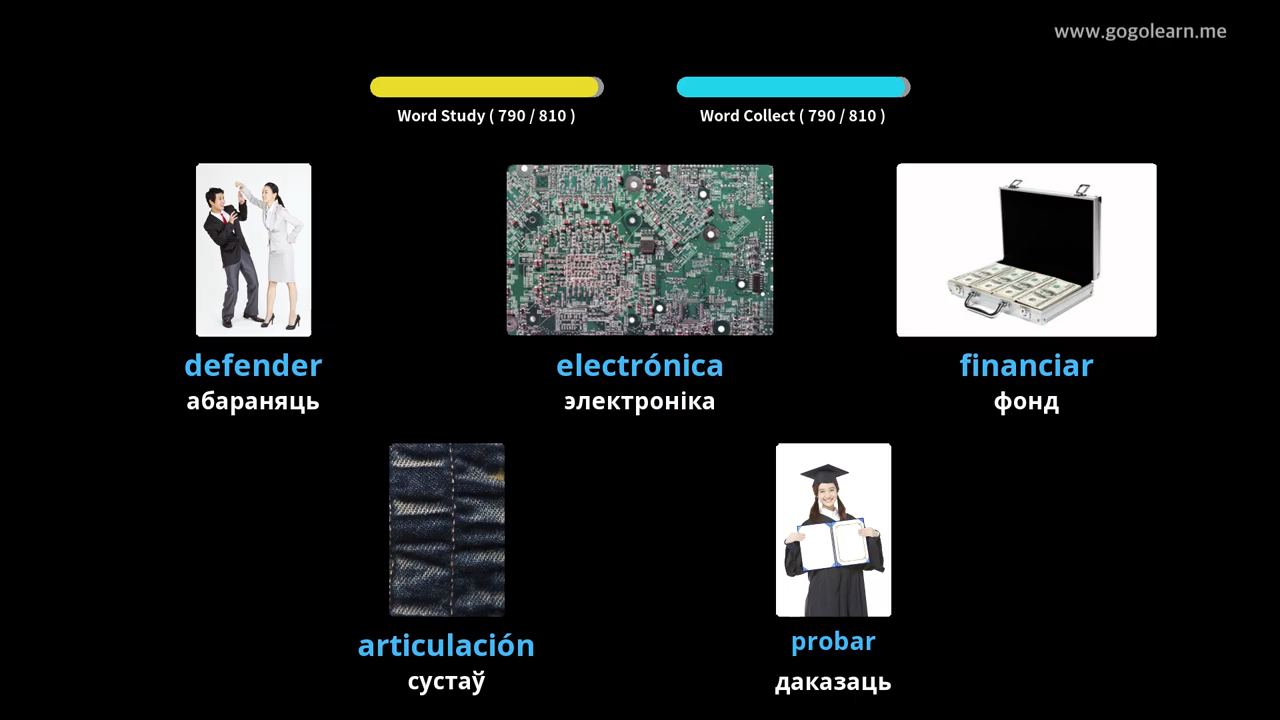 www.gogolearn.me
Word Study ( 790 / 810 )
Word Collect ( 790 / 810 )
defender
абараняць
electrónica
электроніка
financiar
фонд
articulación
сустаў
probar
даказаць